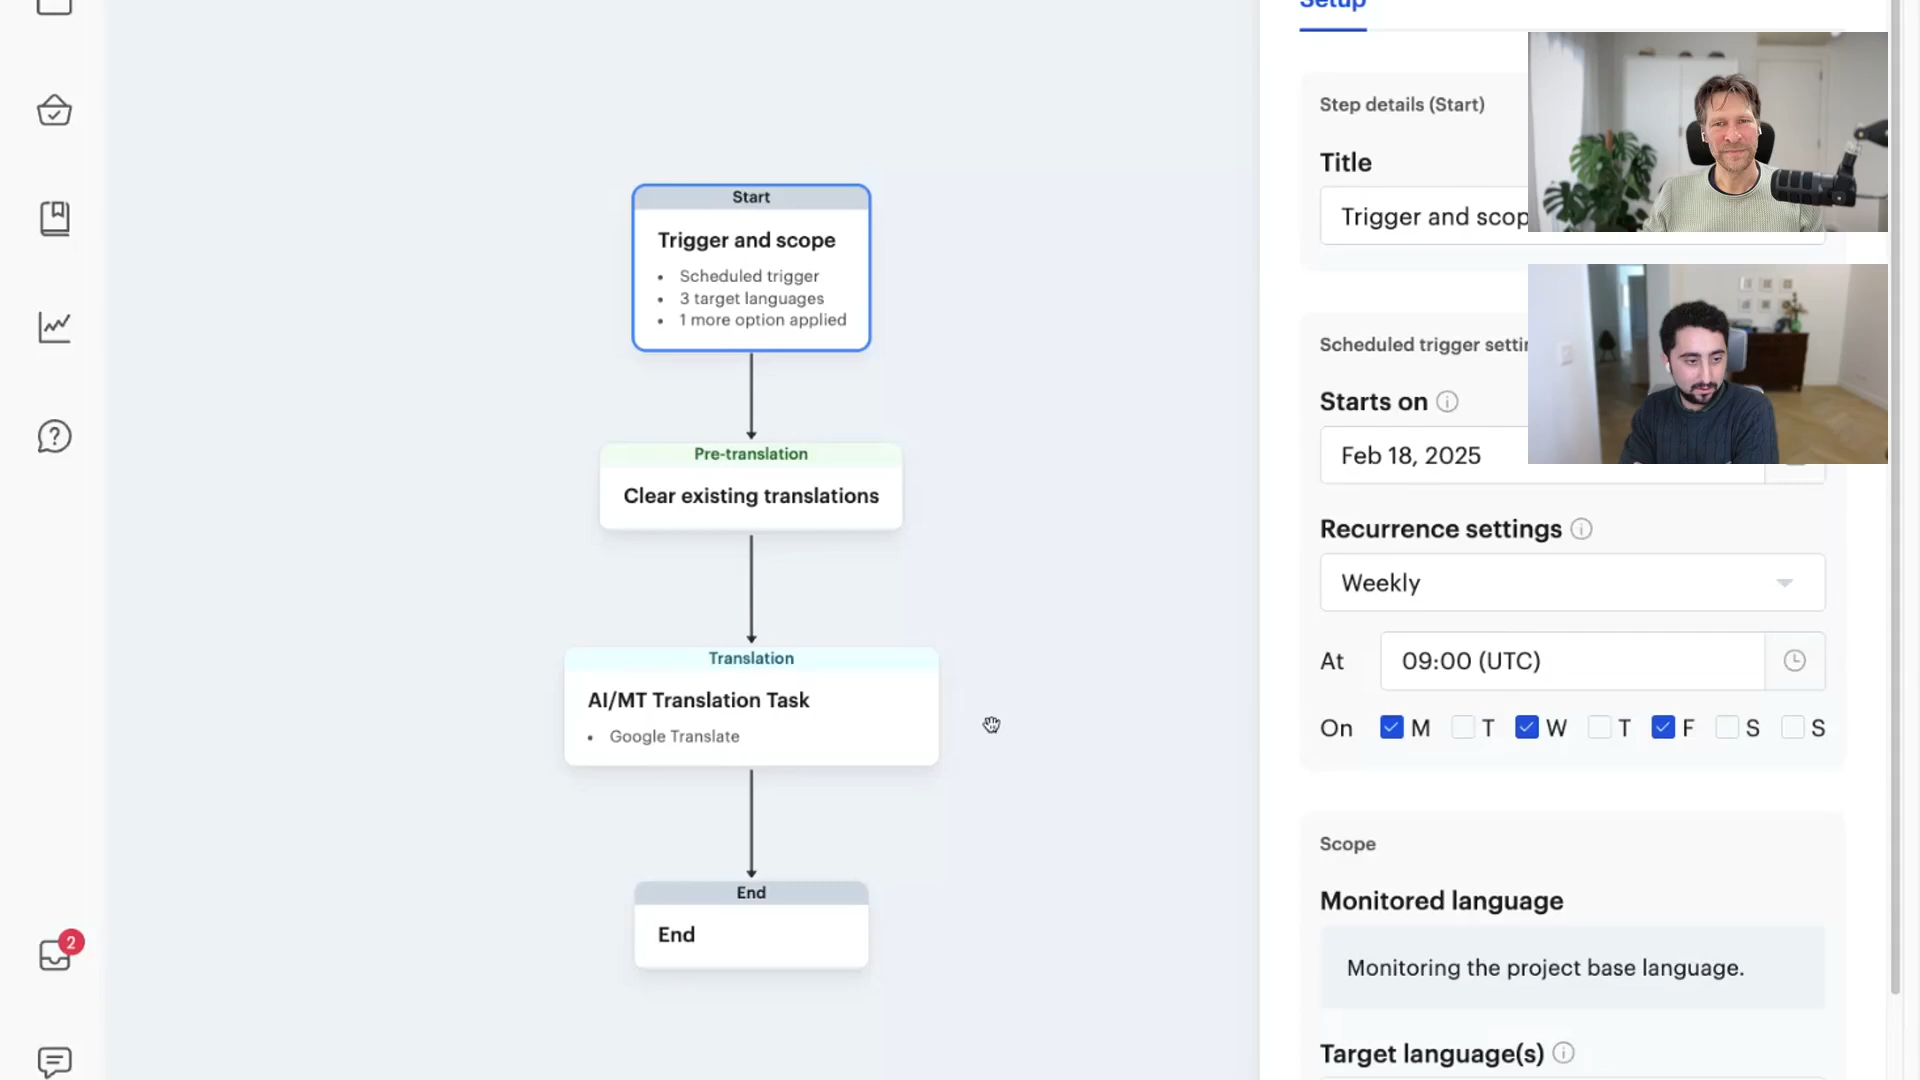 Setup
Step details (Start)
Title
Trigger and scop
Scheduled trigger settin
Starts on
Feb 18, 2025
Recurrence settings
Weekly
At 09:00 (UTC)
On M T W T F S S
Scope
Monitored language
Monitoring the project base language.
Target language(s)
Start
Trigger and scope
• Scheduled trigger
• 3 target languages
• 1 more option applied
Pre-translation
Clear existing translations
Translation
AI/MT Translation Task
• Google Translate
End
End
2